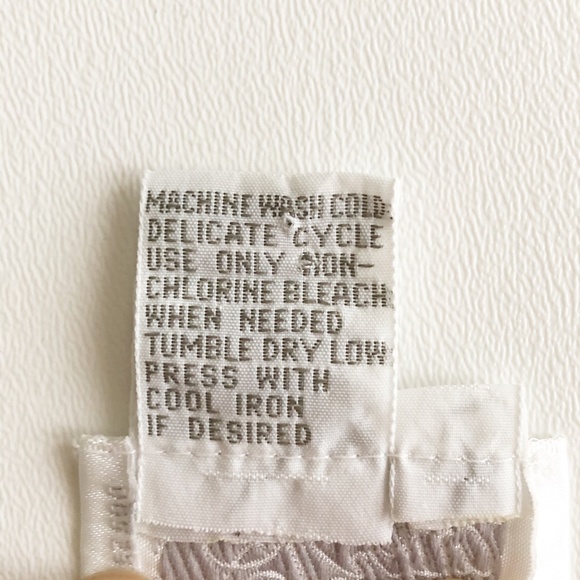 MACHINE WASH COLD.
DELICATE CYCLE
USE ONLY NON-
CHLORINE BLEACH
WHEN NEEDED
TUMBLE DRY LOW
PRESS WITH
COOL IRON
IF DESIRED